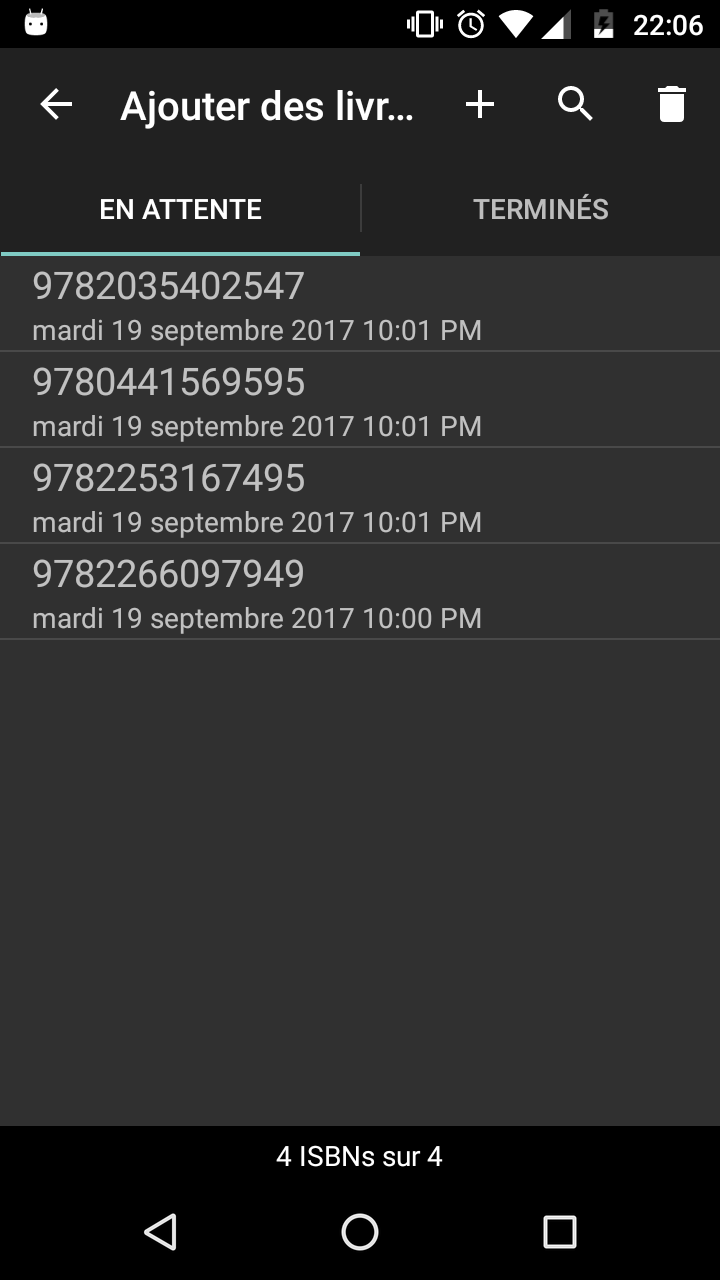 22:06
Ajouter des livr...
EN ATTENTE
TERMINÉS
9782035402547
mardi 19 septembre 2017 10:01 PM
9780441569595
mardi 19 septembre 2017 10:01 PM
9782253167495
mardi 19 septembre 2017 10:01 PM
9782266097949
mardi 19 septembre 2017 10:00 PM
4 ISBNs sur 4